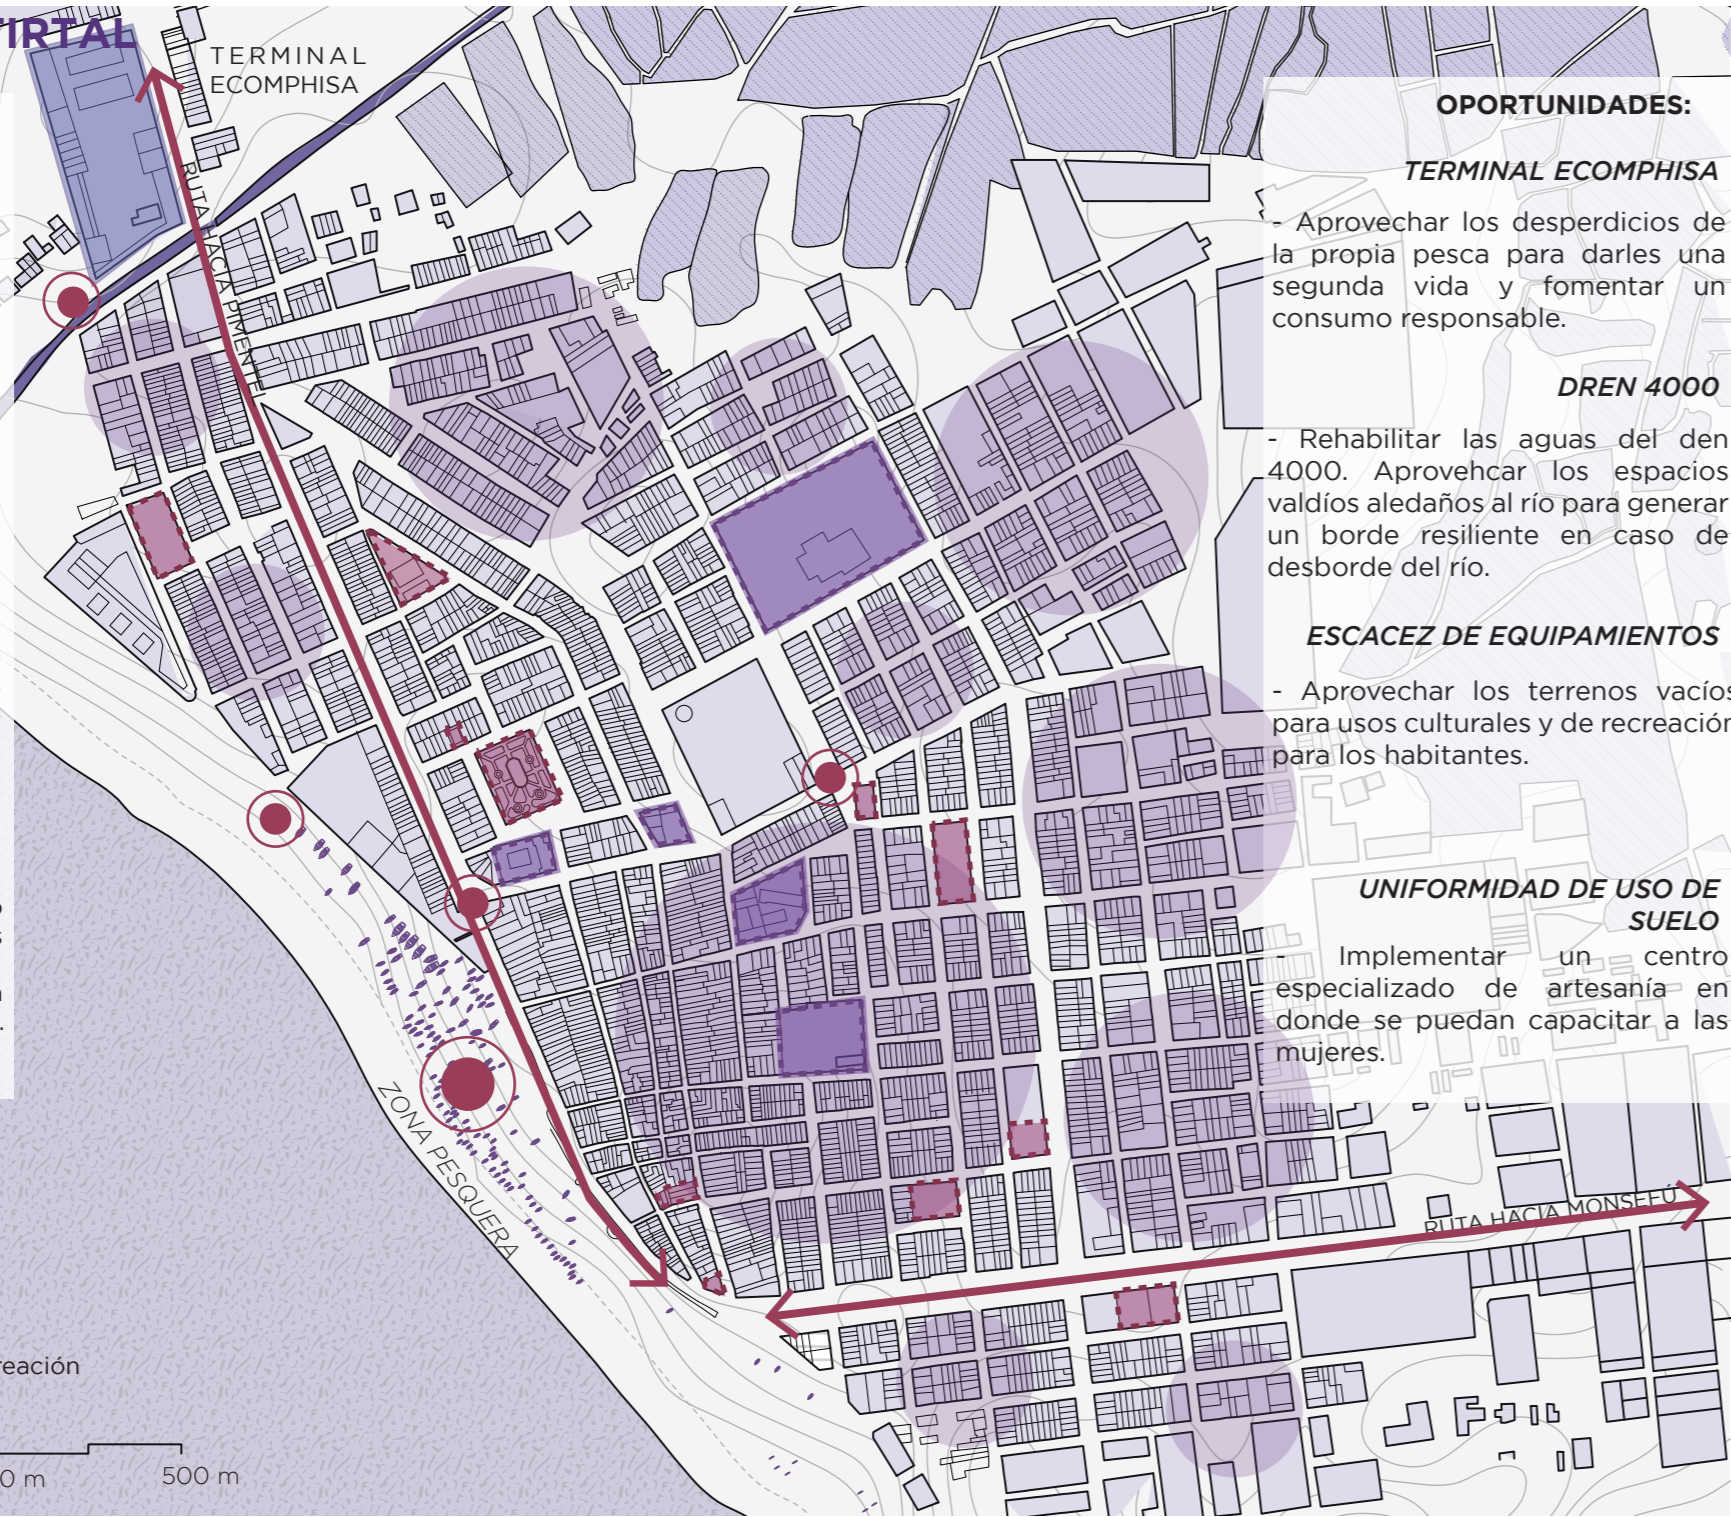 TERMINAL
ECOMPHISA
RUTA HACIA PIMENTEL
OPORTUNIDADES:
TERMINAL ECOMPHISA
- Aprovechar los desperdicios de
la propia pesca para darles una
segunda vida y fomentar un
consumo responsable.
DREN 4000
- Rehabilitar las aguas del den
4000. Aprovehcar los espacios
valdíos aledaños al río para generar
un borde resiliente en caso de
desborde del río.
ESCACEZ DE EQUIPAMIENTOS
- Aprovechar los terrenos vacíos
para usos culturales y de recreación
para los habitantes.
UNIFORMIDAD DE USO DE
SUELO
- Implementar un centro
especializado de artesanía en
donde se puedan capacitar a las
mujeres.
ZONA PESQUERA
RUTA HACIA MONSEFÚ
500 m